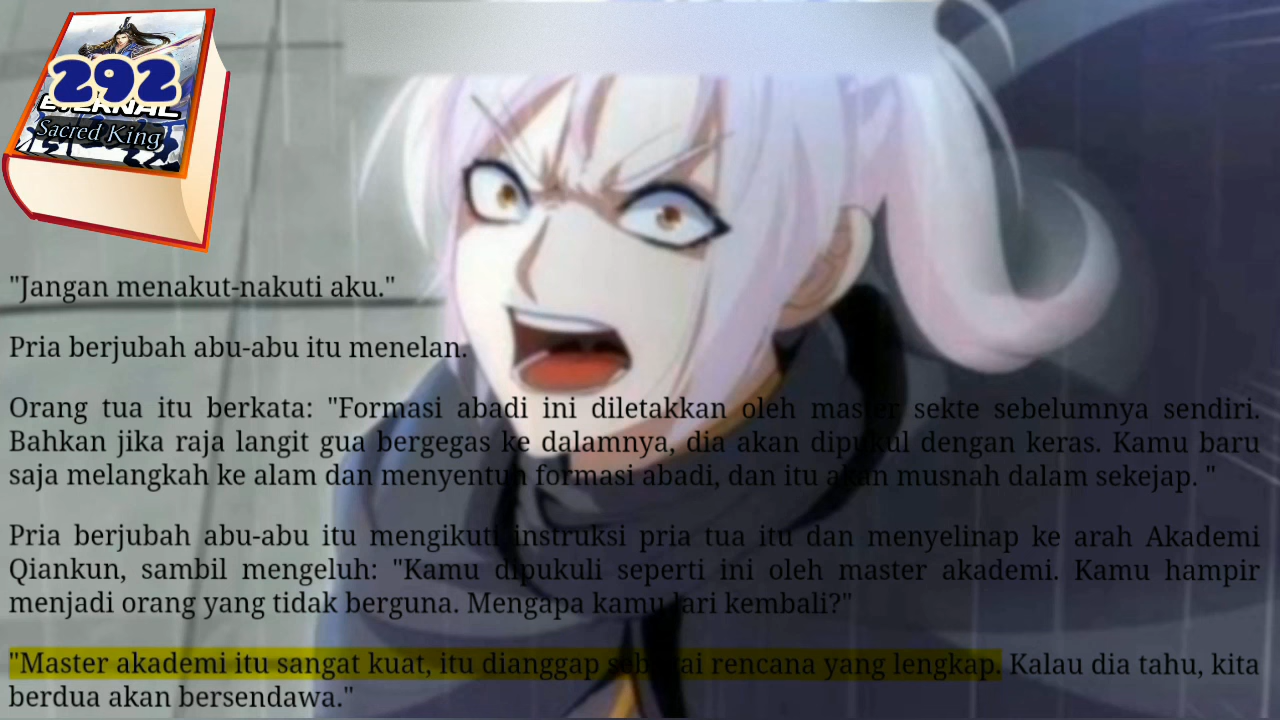 292
ETERNAL
Sacred King
"Jangan menakut-nakuti aku."
Pria berjubah abu-abu itu menelan.
Orang tua itu berkata: "Formasi abadi ini diletakkan oleh master sekte sebelumnya sendiri.
Bahkan jika raja langit gua bergegas ke dalamnya, dia akan dipukul dengan keras. Kamu baru
saja melangkah ke alam dan menyentuh formasi abadi, dan itu akan musnah dalam sekejap. "
Pria berjubah abu-abu itu mengikuti instruksi pria tua itu dan menyelinap ke arah Akademi
Qiankun, sambil mengeluh: "Kamu dipukuli seperti ini oleh master akademi. Kamu hampir
menjadi orang yang tidak berguna. Mengapa kamu lari kembali?"
"Master akademi itu sangat kuat, itu dianggap sebagai rencana yang lengkap. Kalau dia tahu, kita
berdua akan bersendawa."